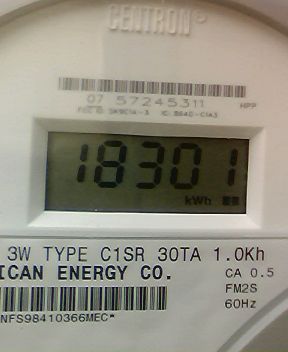 CENTRON®
07 57245311 HPP
18301
kWh
3W TYPE C1SR 30TA 1.0Kh
ICAN ENERGY CO. CA 0.5
FM2S
60Hz
NFS98410366MEC*